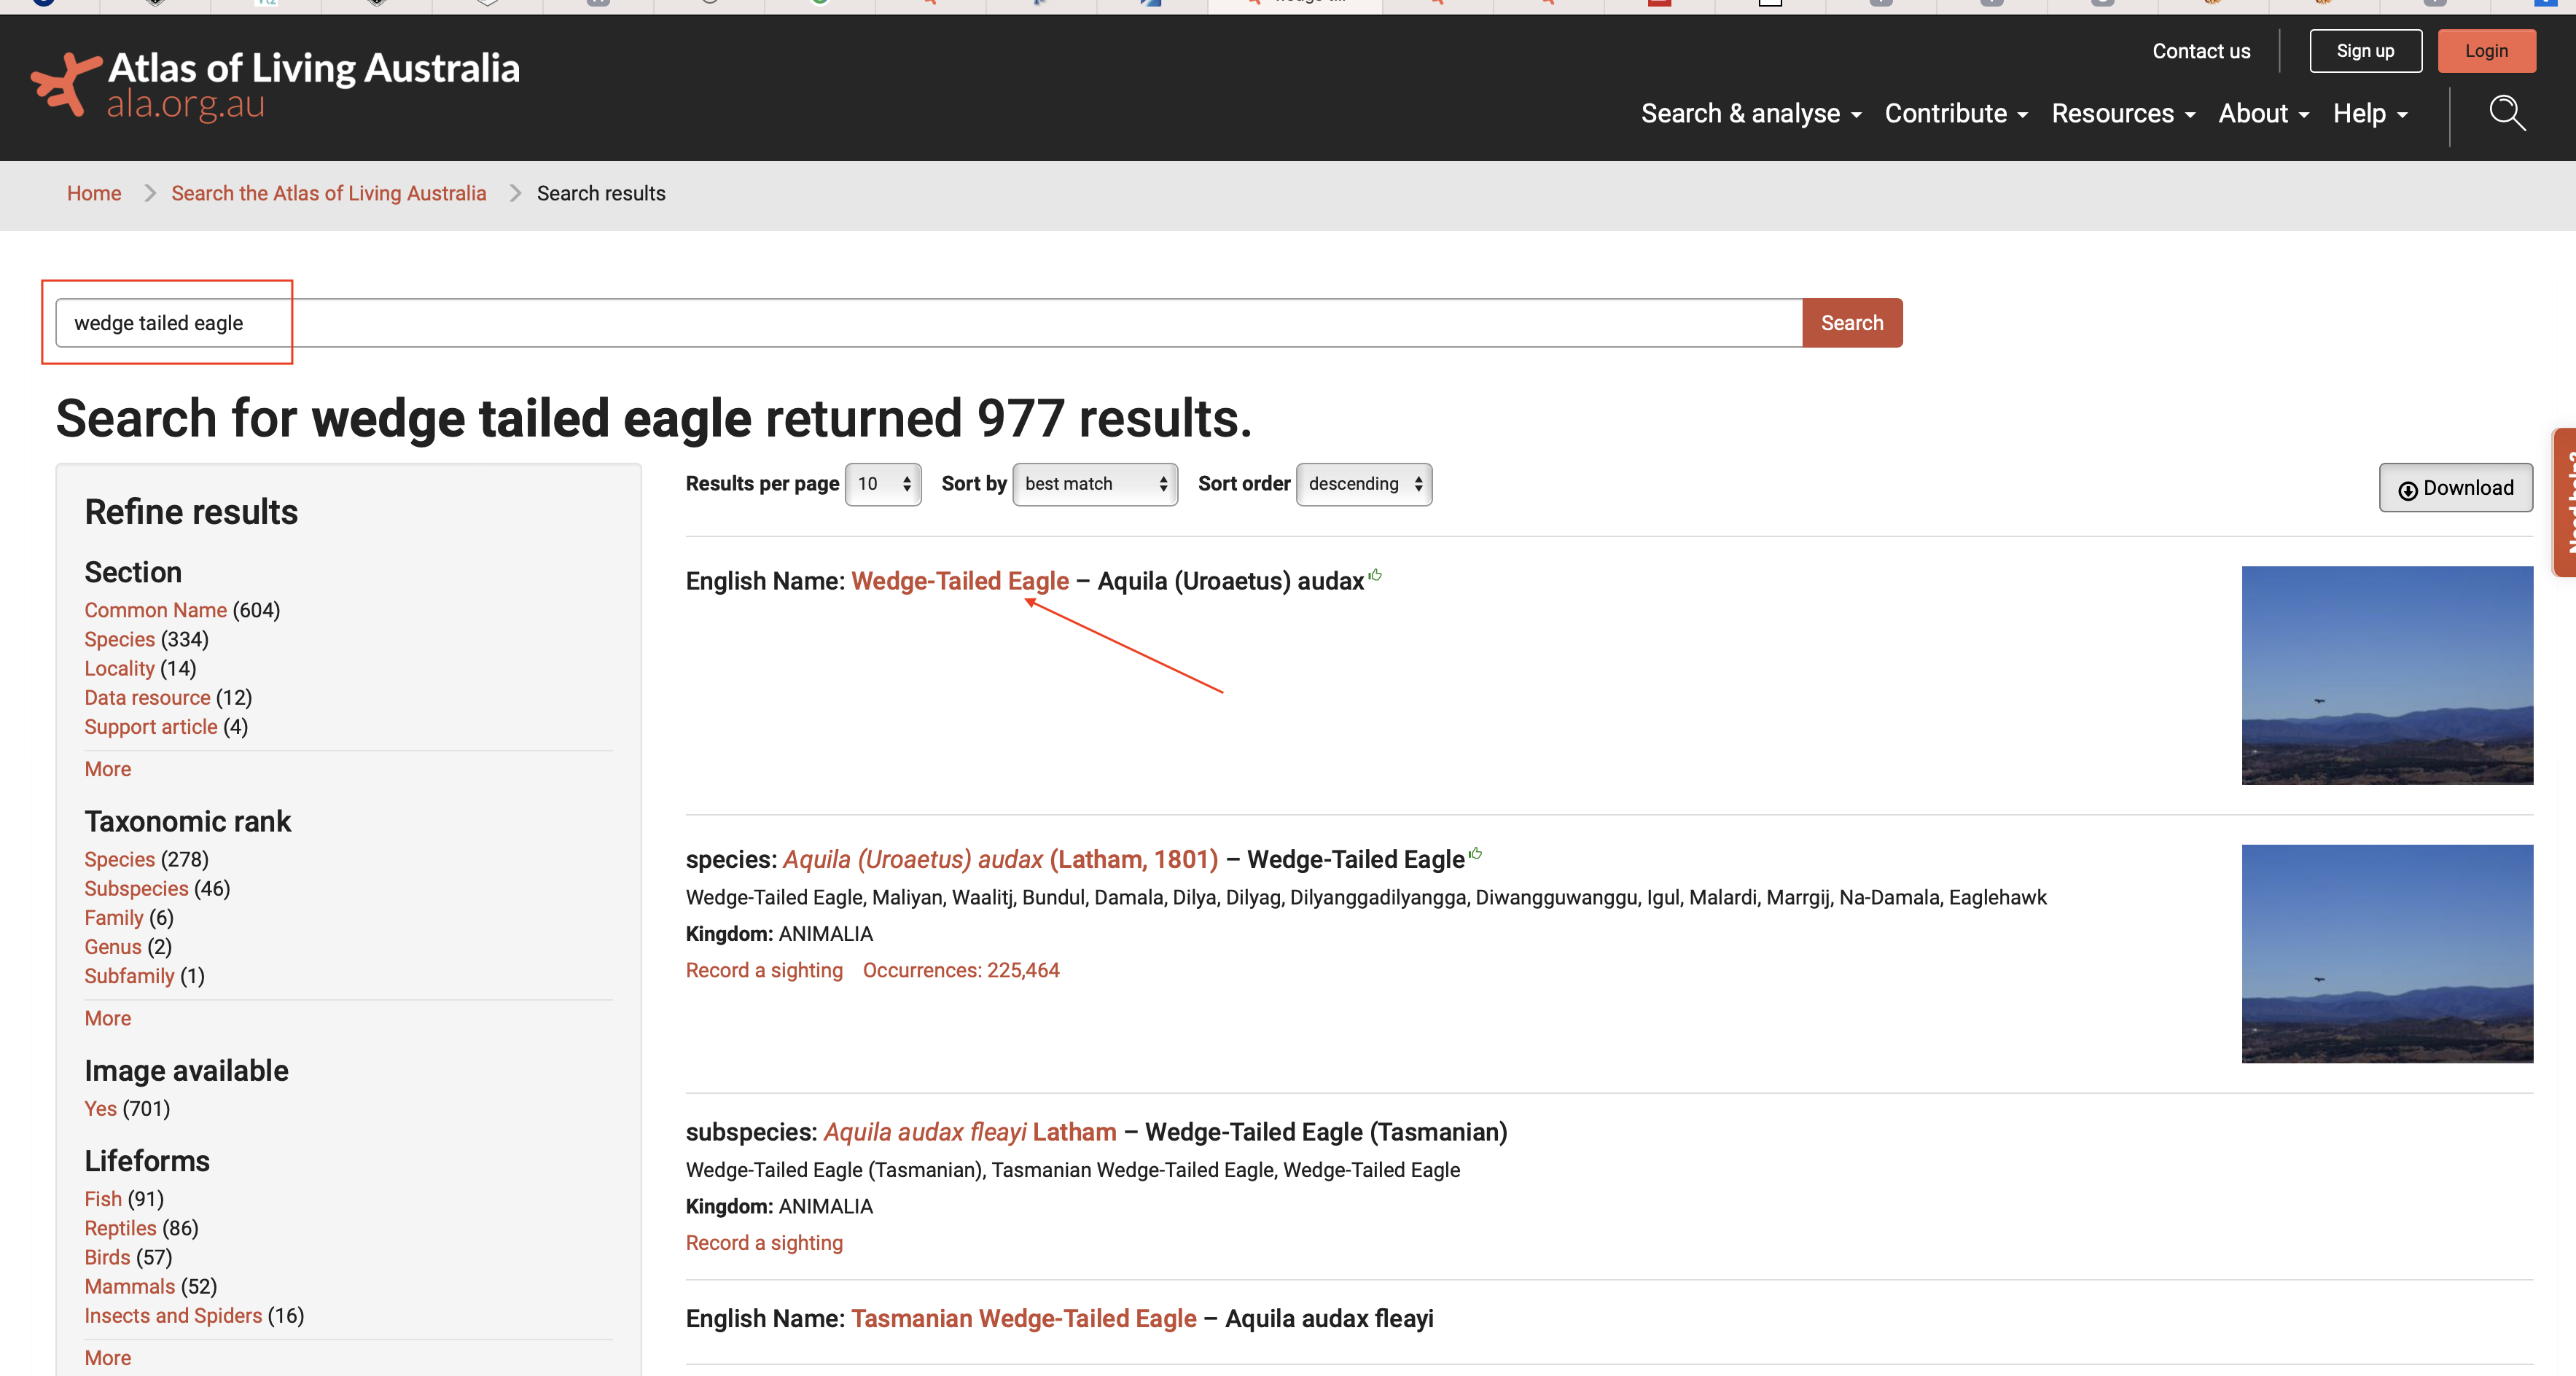 Atlas of Living Australia
ala.org.au
Contact us
Sign up
Login
Search & analyse
Contribute
Resources
About
Help
Home
Search the Atlas of Living Australia
Search results
wedge tailed eagle
Search
Search for wedge tailed eagle returned 977 results.
Refine results
Section
Common Name (604)
Species (334)
Locality (14)
Data resource (12)
Support article (4)
More
Taxonomic rank
Species (278)
Subspecies (46)
Family (6)
Genus (2)
Subfamily (1)
More
Image available
Yes (701)
Lifeforms
Fish (91)
Reptiles (86)
Birds (57)
Mammals (52)
Insects and Spiders (16)
More
Results per page 10 Sort by best match Sort order descending
Download
English Name: Wedge-Tailed Eagle – Aquila (Uroaetus) audax
species: Aquila (Uroaetus) audax (Latham, 1801) – Wedge-Tailed Eagle
Wedge-Tailed Eagle, Maliyan, Waalitj, Bundul, Damala, Dilya, Dilyag, Dilyanggadilyangga, Diwangguwanggu, Igul, Malardi, Marrgij, Na-Damala, Eaglehawk
Kingdom: ANIMALIA
Record a sighting Occurrences: 225,464
subspecies: Aquila audax fleayi Latham – Wedge-Tailed Eagle (Tasmanian)
Wedge-Tailed Eagle (Tasmanian), Tasmanian Wedge-Tailed Eagle, Wedge-Tailed Eagle
Kingdom: ANIMALIA
Record a sighting
English Name: Tasmanian Wedge-Tailed Eagle – Aquila audax fleayi